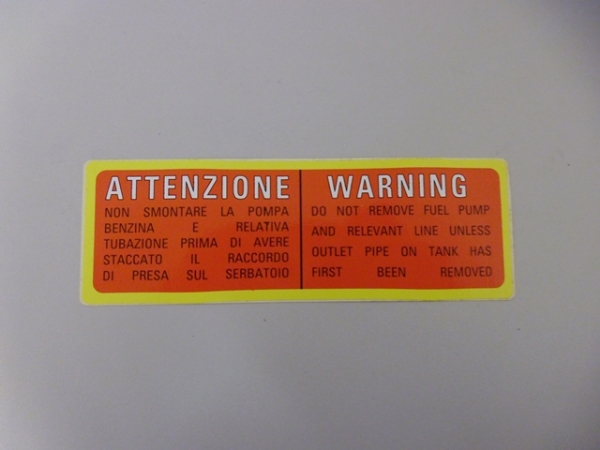 ATTENZIONE
NON SMONTARE LA POMPA
BENZINA E RELATIVA
TUBAZIONE PRIMA DI AVERE
STACCATO IL RACCORDO
DI PRESA SUL SERBATOIO
WARNING
DO NOT REMOVE FUEL PUMP
AND RELEVANT LINE UNLESS
OUTLET PIPE ON TANK HAS
FIRST BEEN REMOVED